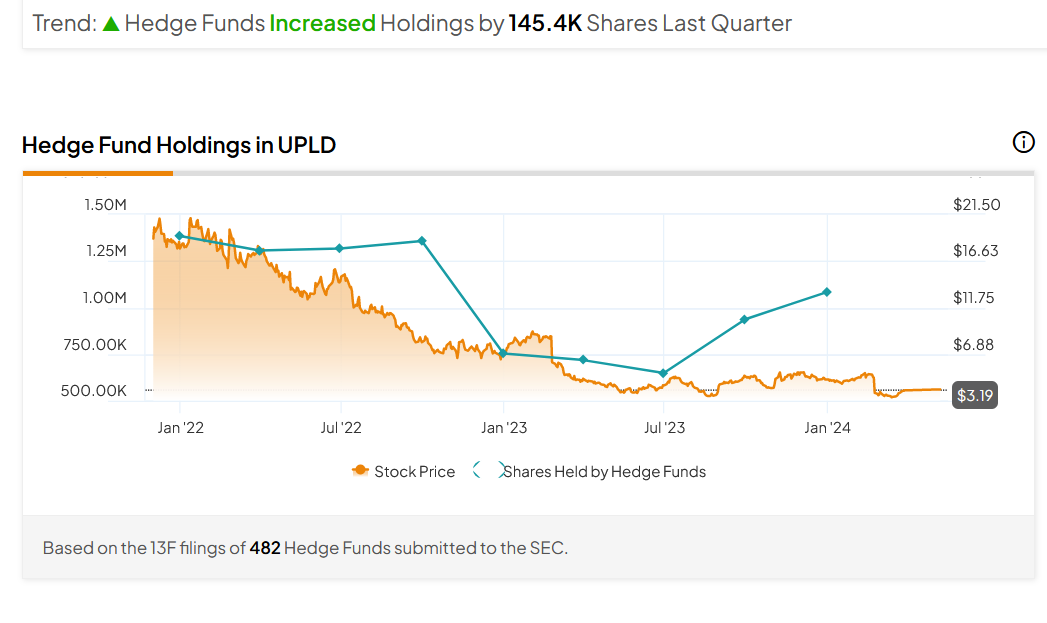 Trend: ▲ Hedge Funds Increased Holdings by 145.4K Shares Last Quarter
Hedge Fund Holdings in UPLD
1.50M
$21.50
1.25M
$16.63
1.00M
$11.75
750.00K
$6.88
500.00K
$3.19
Jan '22
Jul '22
Jan '23
Jul '23
Jan '24
Stock Price
Shares Held by Hedge Funds
Based on the 13F filings of 482 Hedge Funds submitted to the SEC.